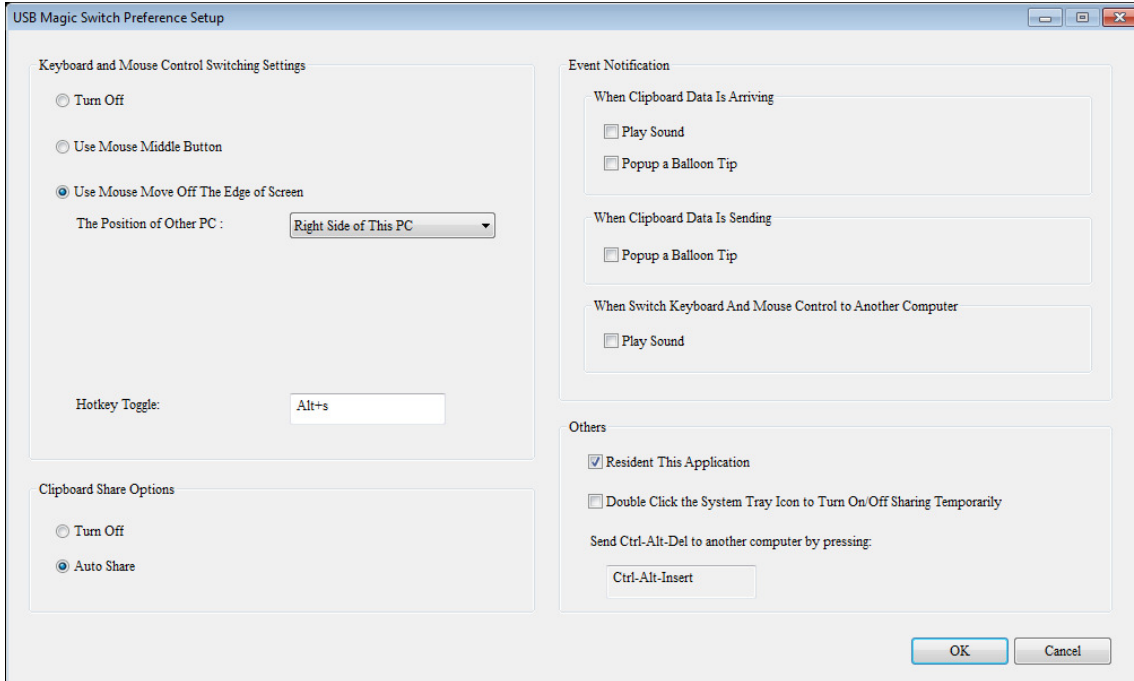 USB Magic Switch Preference Setup
Keyboard and Mouse Control Switching Settings
Turn Off
Use Mouse Middle Button
Use Mouse Move Off The Edge of Screen
The Position of Other PC :
Right Side of This PC
Hotkey Toggle:
Alt+s
Clipboard Share Options
Turn Off
Auto Share
Event Notification
When Clipboard Data Is Arriving
Play Sound
Popup a Balloon Tip
When Clipboard Data Is Sending
Popup a Balloon Tip
When Switch Keyboard And Mouse Control to Another Computer
Play Sound
Others
Resident This Application
Double Click the System Tray Icon to Turn On/Off Sharing Temporarily
Send Ctrl-Alt-Del to another computer by pressing:
Ctrl-Alt-Insert
OK
Cancel